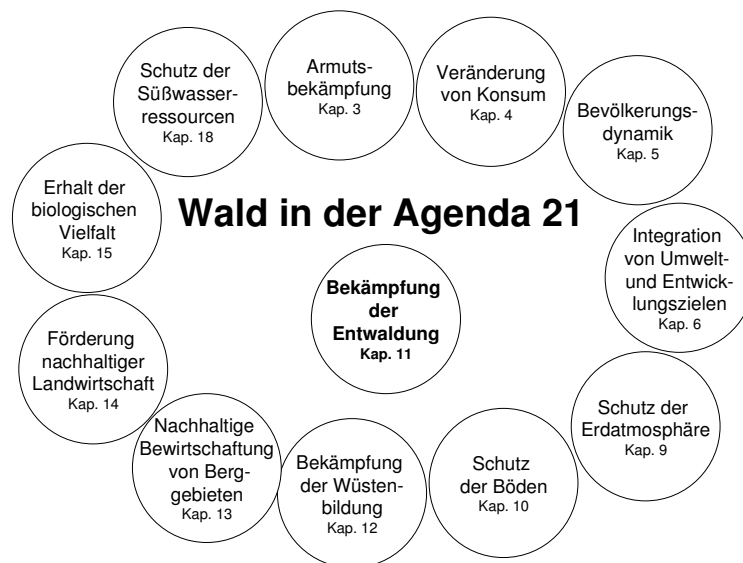 Wald in der Agenda 21
Bekämpfung
der
Entwaldung
Kap. 11
Armuts-
bekämpfung
Kap. 3
Veränderung
von Konsum
Kap. 4
Bevölkerungs-
dynamik
Kap. 5
Integration
von Umwelt-
und Entwick-
lungszielen
Kap. 6
Schutz der
Erdatmosphäre
Kap. 9
Schutz
der Böden
Kap. 10
Bekämpfung
der Wüsten-
bildung
Kap. 12
Nachhaltige
Bewirtschaftung
von Berg-
gebieten
Kap. 13
Förderung
nachhaltiger
Landwirtschaft
Kap. 14
Erhalt der
biologischen
Vielfalt
Kap. 15
Schutz der
Süßwasser-
ressourcen
Kap. 18